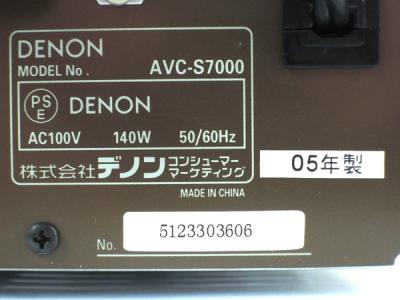 DENON
MODEL No. AVC-S7000
PS E DENON
AC100V 140W 50/60Hz
株式会社デノン コンシューマー マーケティング
05年製
MADE IN CHINA
No. 5123303606